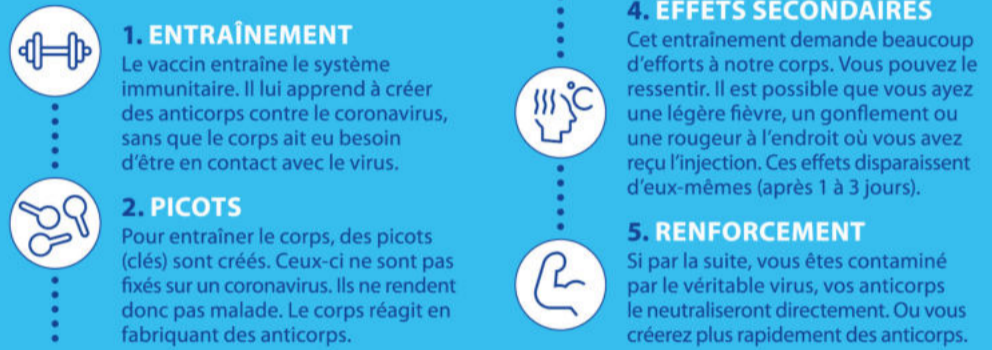 1. ENTRAÎNEMENT
Le vaccin entraîne le système
immunitaire. Il lui apprend à créer
des anticorps contre le coronavirus,
sans que le corps ait eu besoin
d'être en contact avec le virus.
2. PICOTS
Pour entraîner le corps, des picots
(clés) sont créés. Ceux-ci ne sont pas
fixés sur un coronavirus. Ils ne rendent
donc pas malade. Le corps réagit en
fabriquant des anticorps.
4. EFFETS SECONDAIRES
Cet entraînement demande beaucoup
d'efforts à notre corps. Vous pouvez le
ressentir. Il est possible que vous ayez
une légère fièvre, un gonflement ou
une rougeur à l'endroit où vous avez
reçu l'injection. Ces effets disparaissent
d'eux-mêmes (après 1 à 3 jours).
°C
5. RENFORCEMENT
Si par la suite, vous êtes contaminé
par le véritable virus, vos anticorps
le neutraliseront directement. Ou vous
créerez plus rapidement des anticorps.